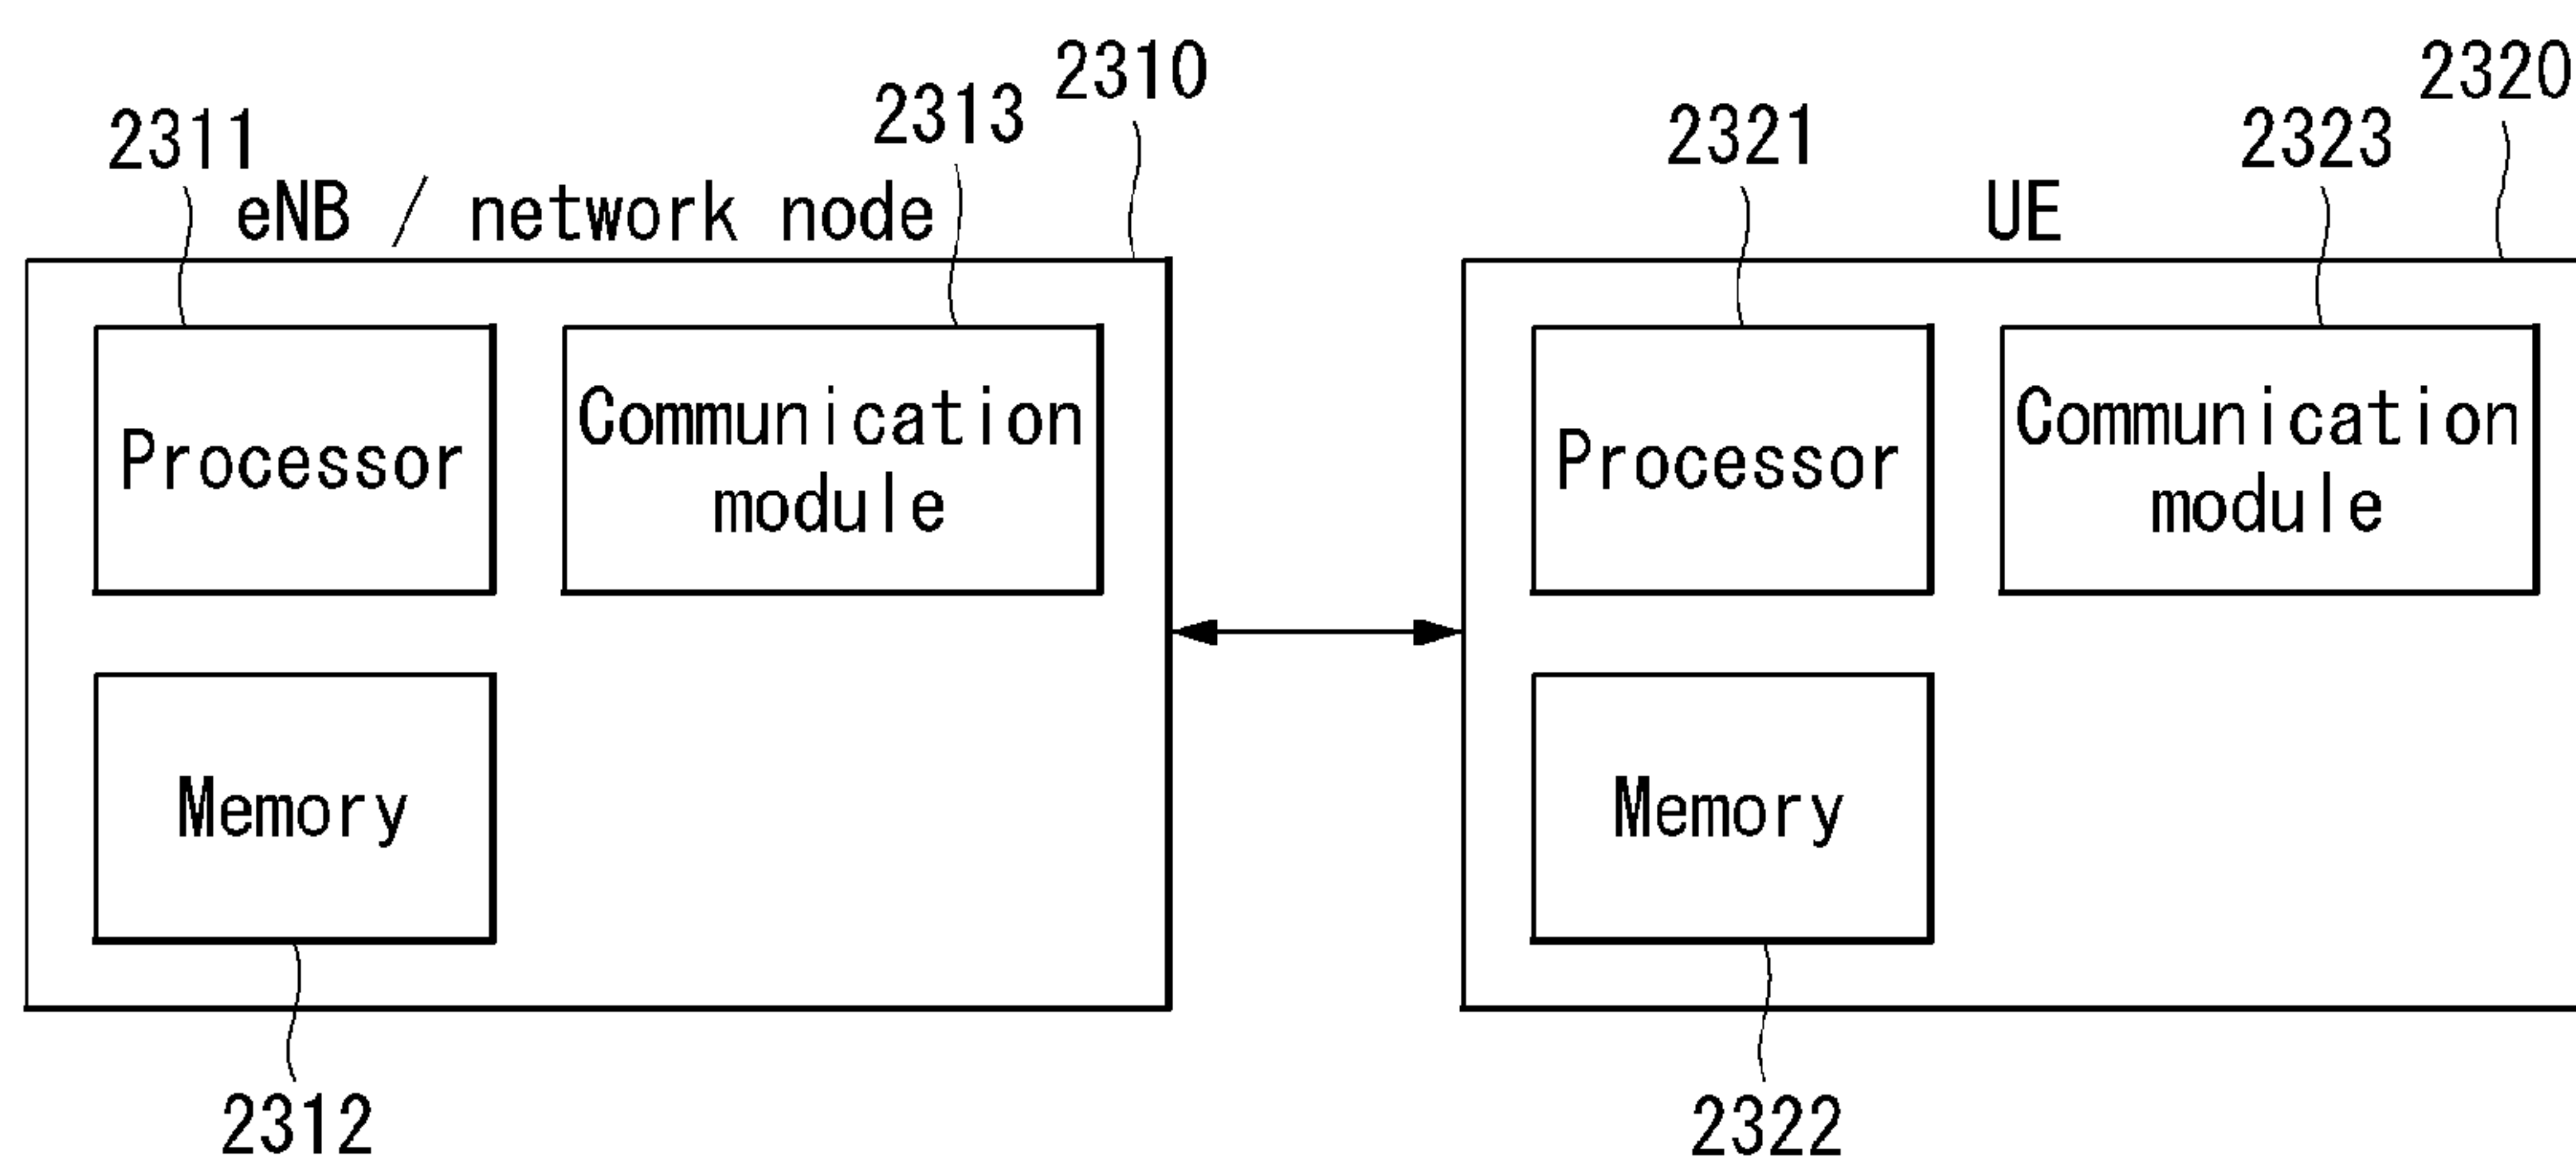 2310
2320
2311
2313
2321
2323
eNB / network node
UE
Processor
Communication
module
Processor
Communication
module
Memory
Memory
2312
2322